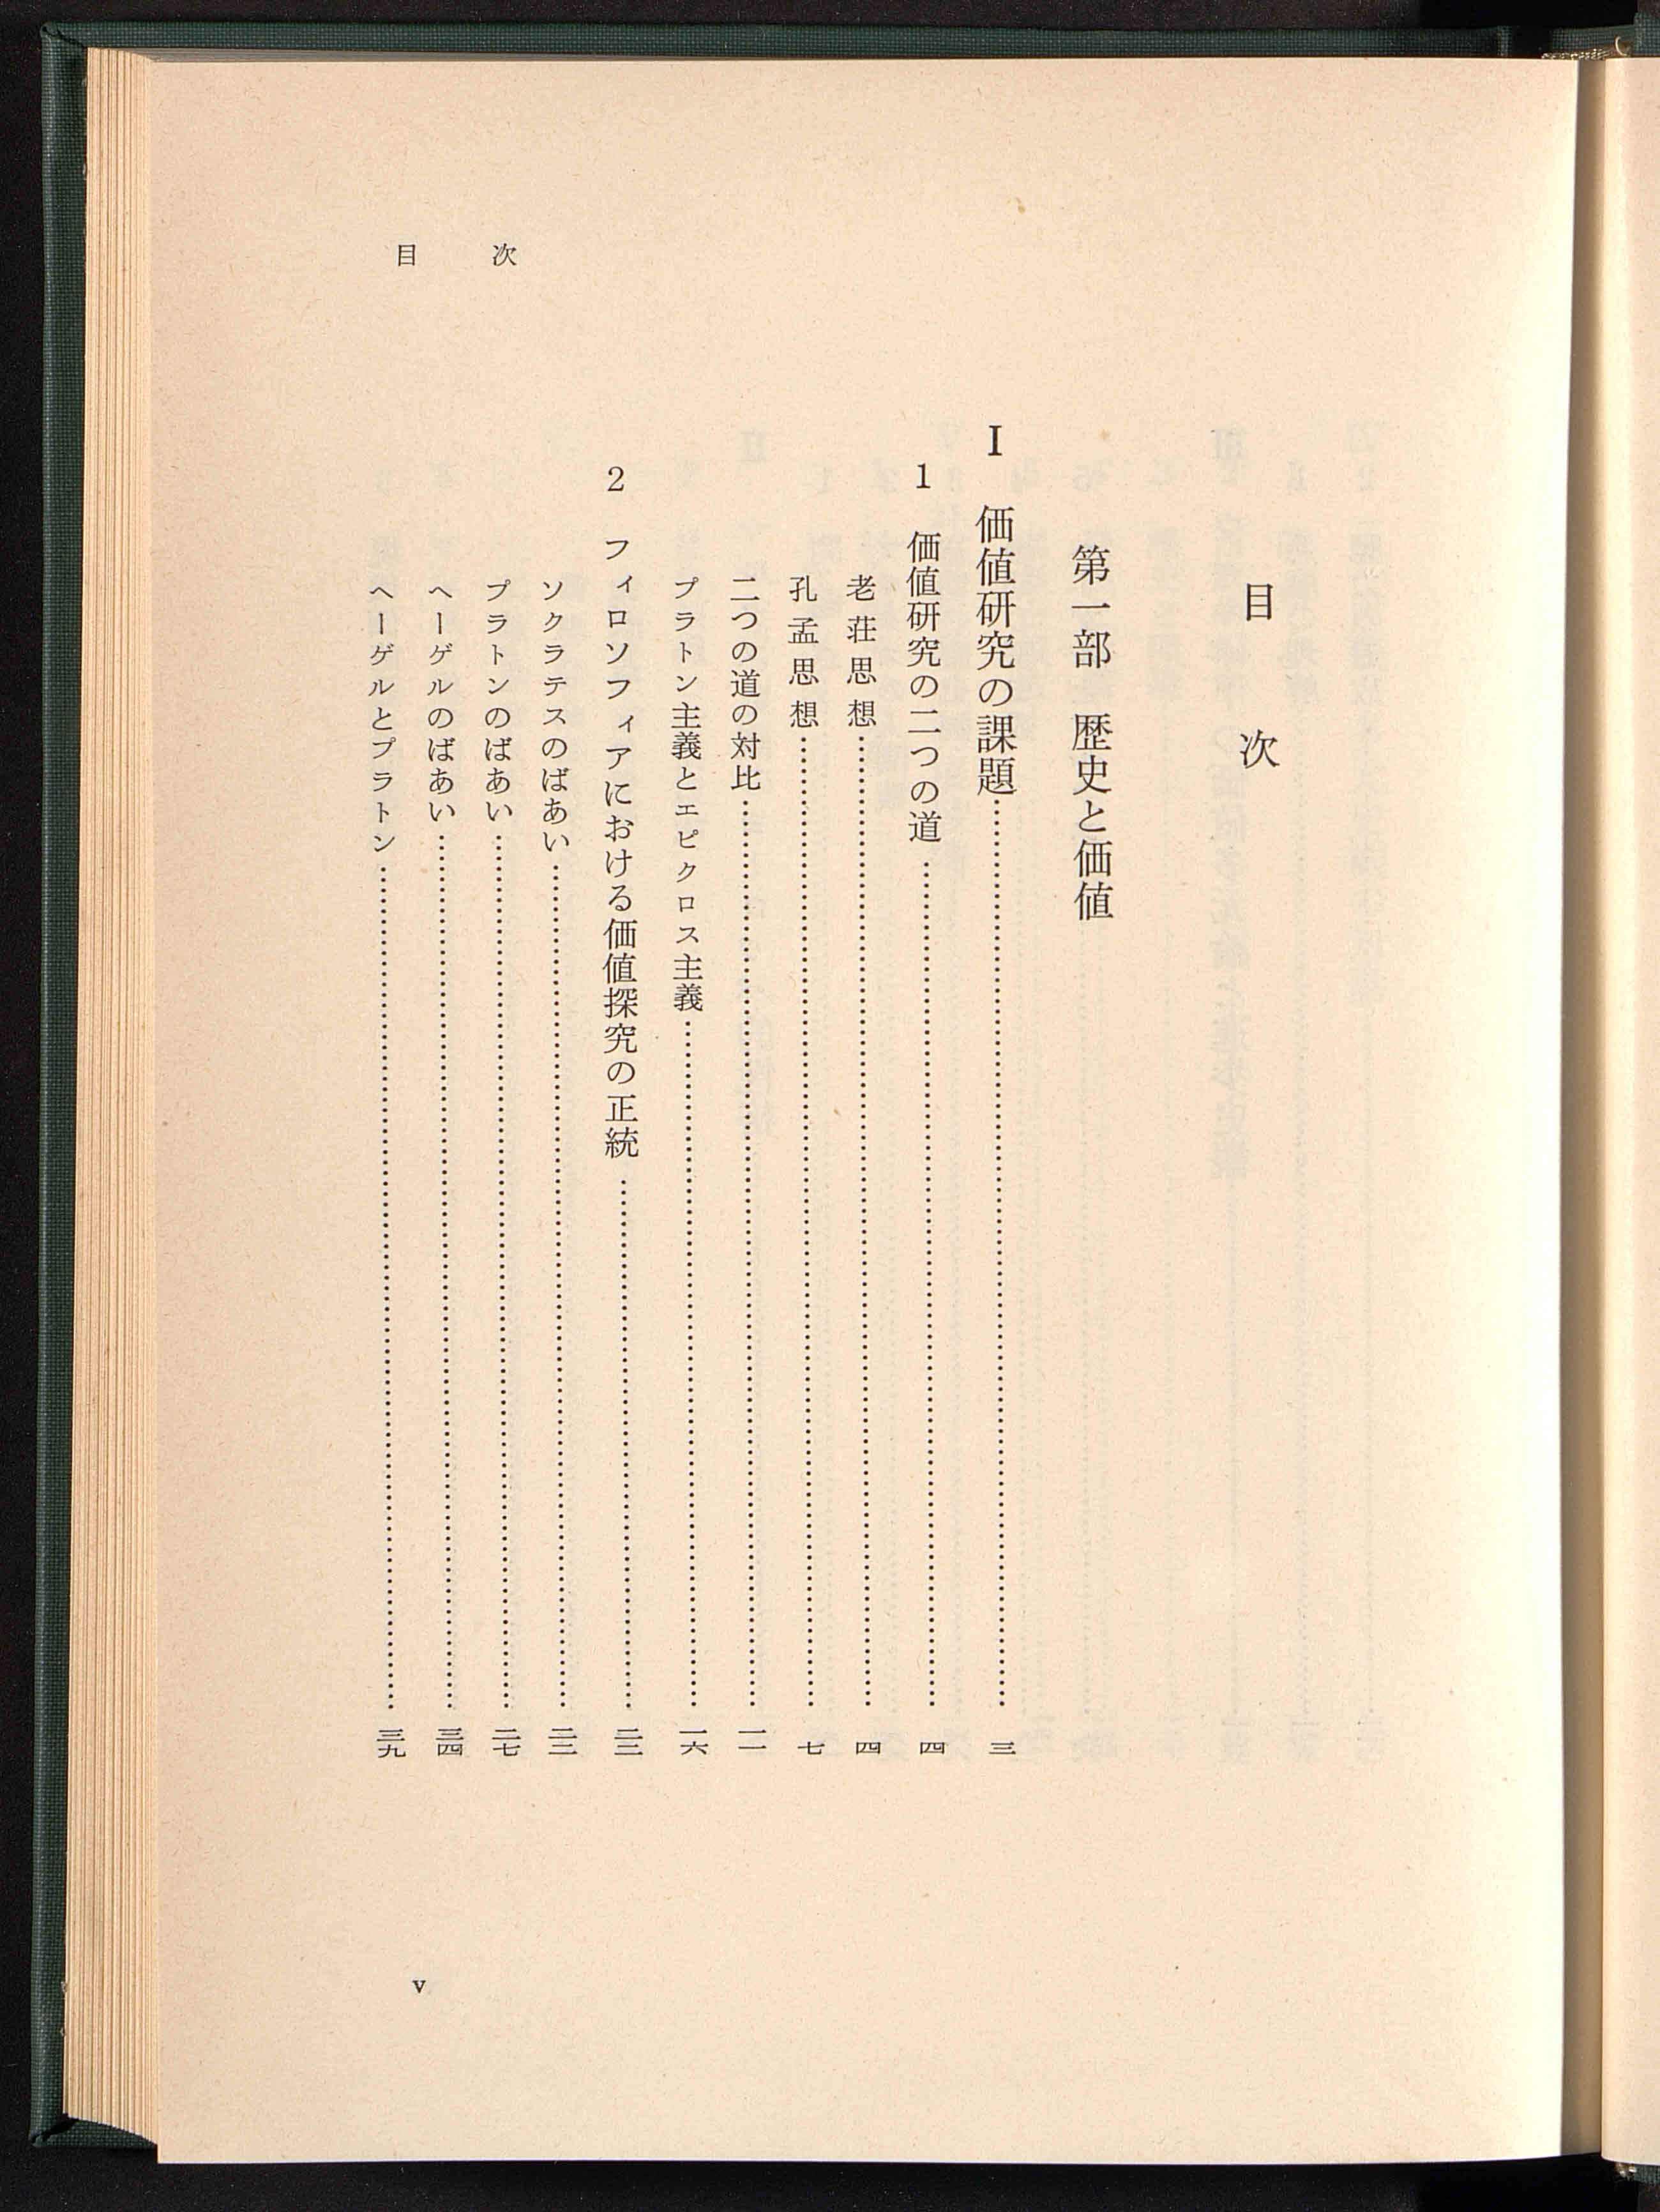 目　次
目　次
第一部　歴史と価値
I　価値研究の課題……三
1　価値研究の二つの道……四
老荘思想……四
孔孟思想……七
二つの道の対比……一一
プラトン主義とエピクロス主義……一六
2　フィロソフィアにおける価値探究の正統……二三
ソクラテスのばあい……二三
プラトンのばあい……二七
ヘーゲルのばあい……三四
ヘーゲルとプラトン……三九
v